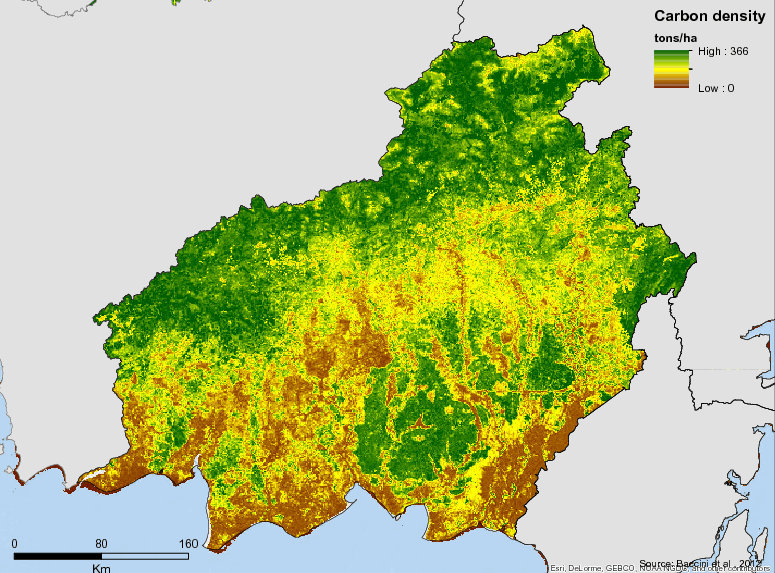 Carbon density
tons/ha
High : 366
Low : 0
0 80 160
Km
Source: Baccini et al., 2012
Esri, DeLorme, GEBCO, NOAA NGDC, and other contributors